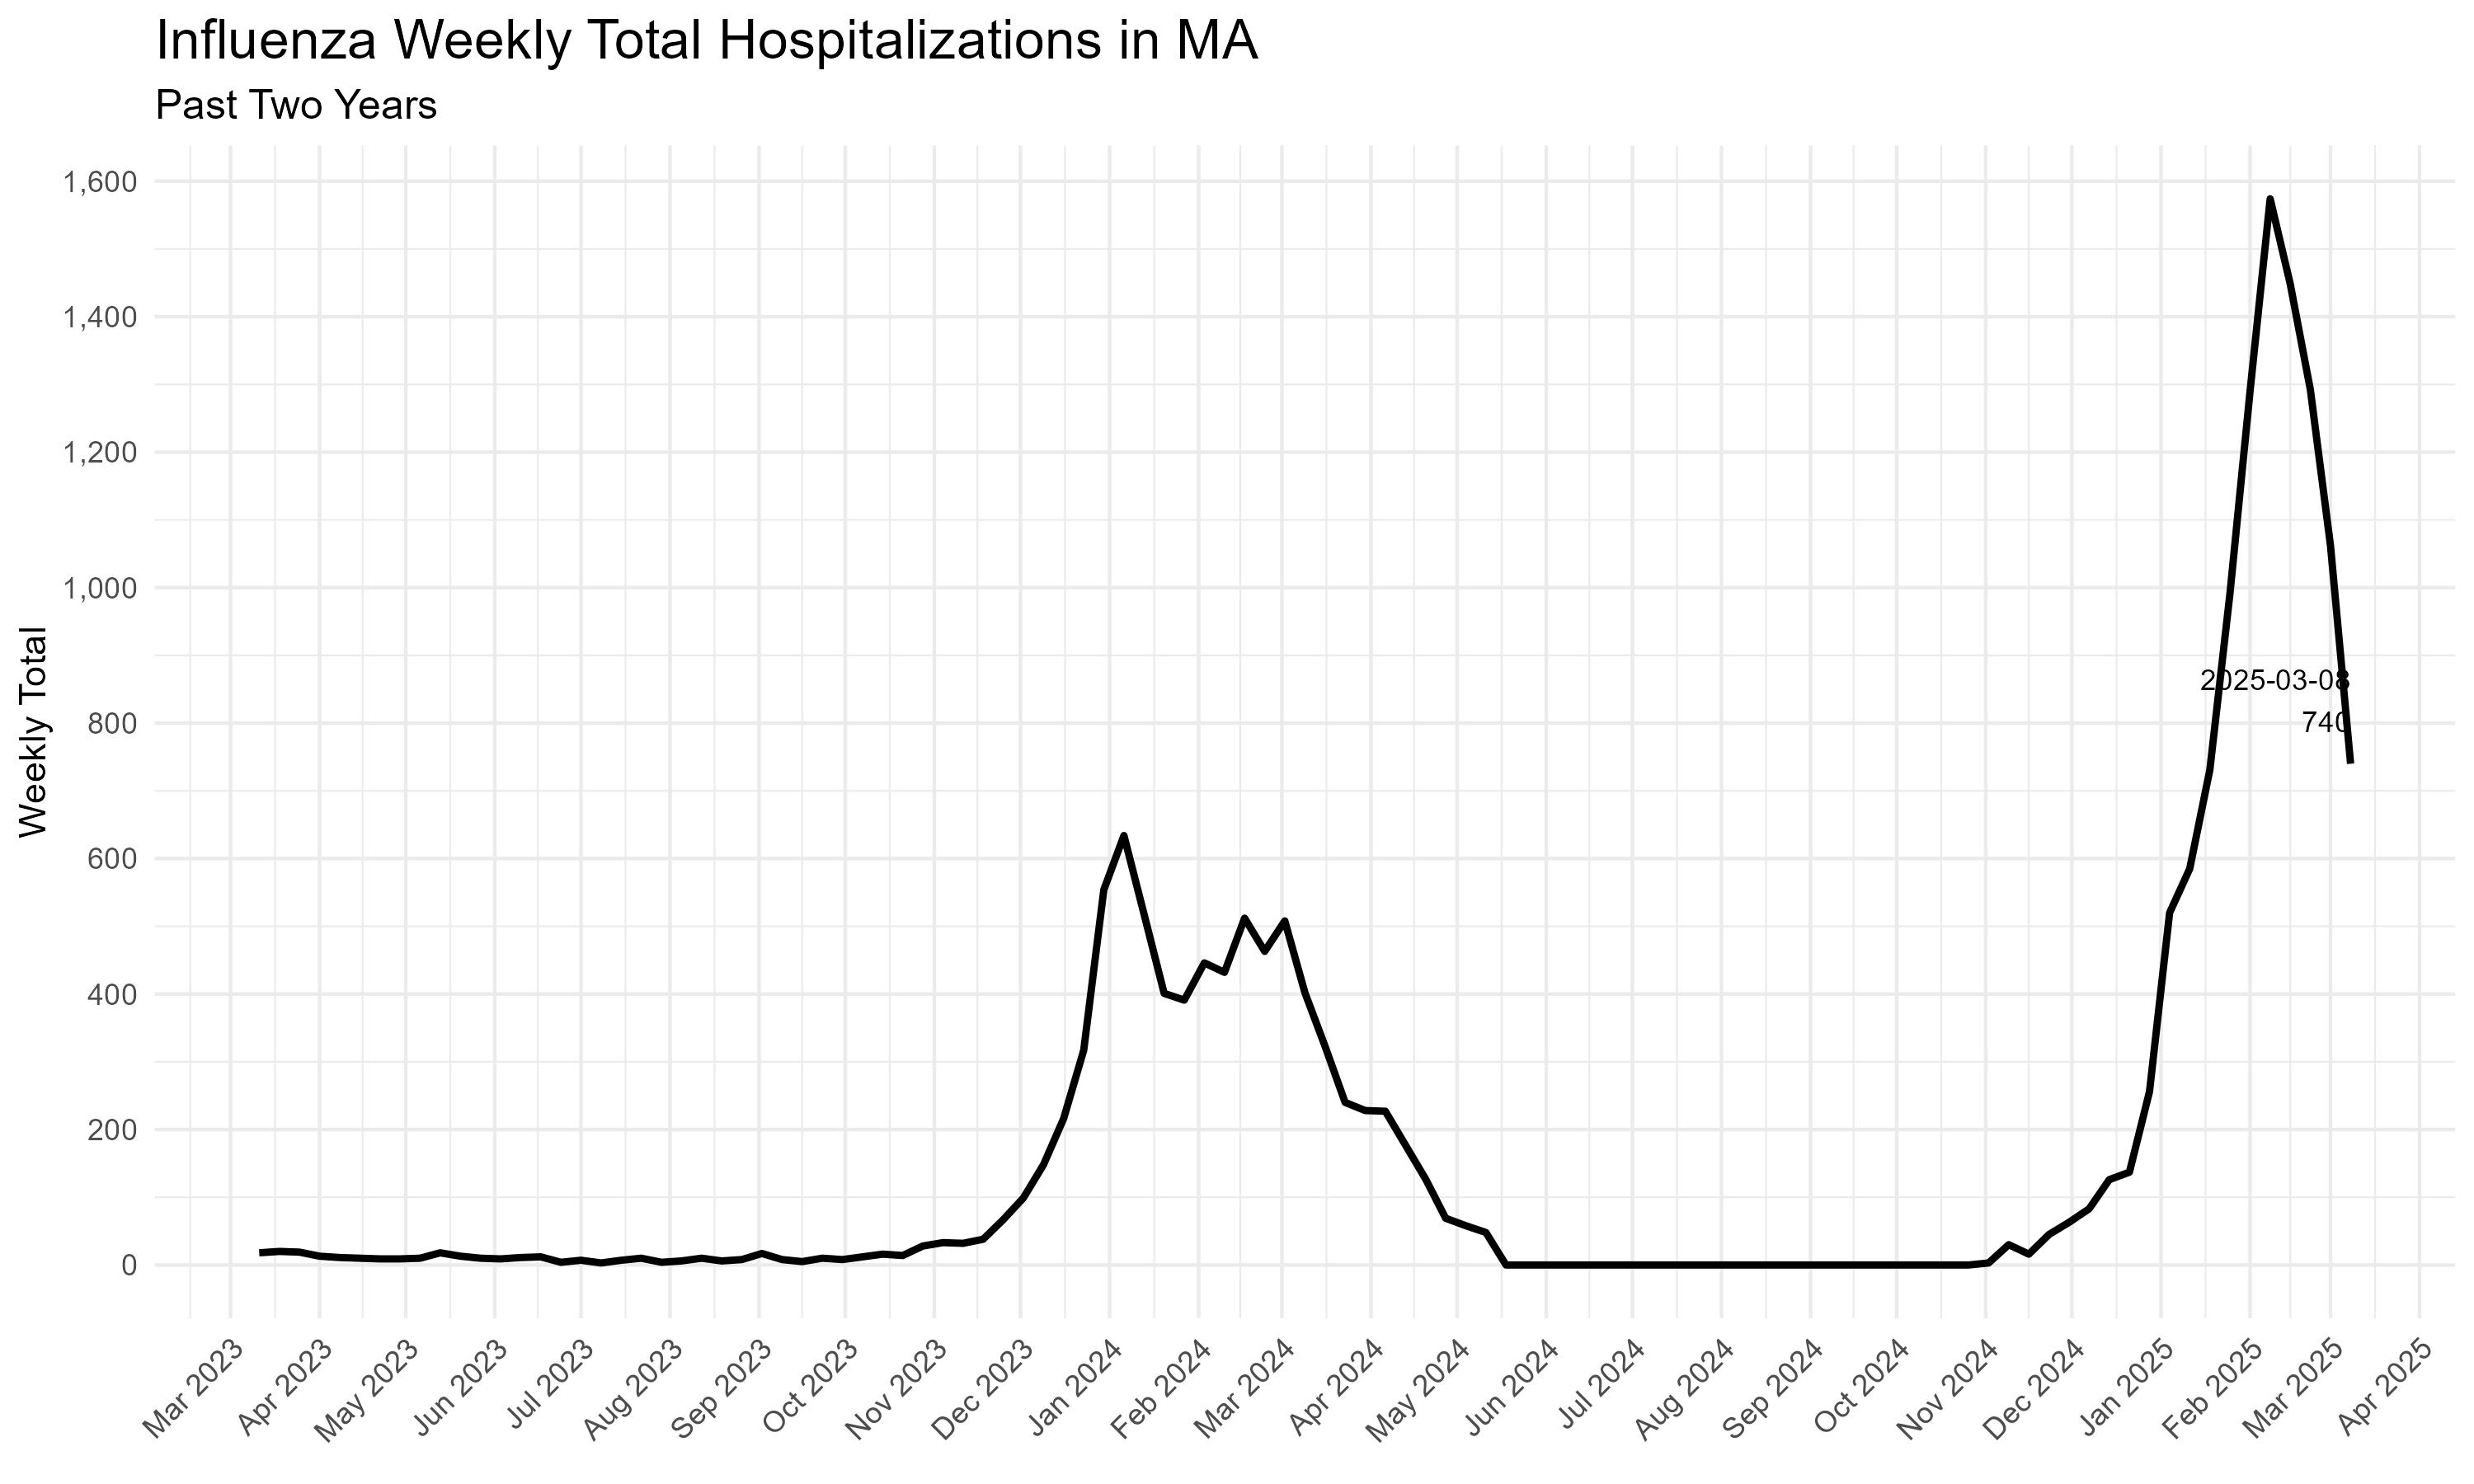 Influenza Weekly Total Hospitalizations in MA
Past Two Years
Weekly Total
1,600
1,400
1,200
1,000
800
600
400
200
0
2025-03-08
740
Mar 2023
Apr 2023
May 2023
Jun 2023
Jul 2023
Aug 2023
Sep 2023
Oct 2023
Nov 2023
Dec 2023
Jan 2024
Feb 2024
Mar 2024
Apr 2024
May 2024
Jun 2024
Jul 2024
Aug 2024
Sep 2024
Oct 2024
Nov 2024
Dec 2024
Jan 2025
Feb 2025
Mar 2025
Apr 2025